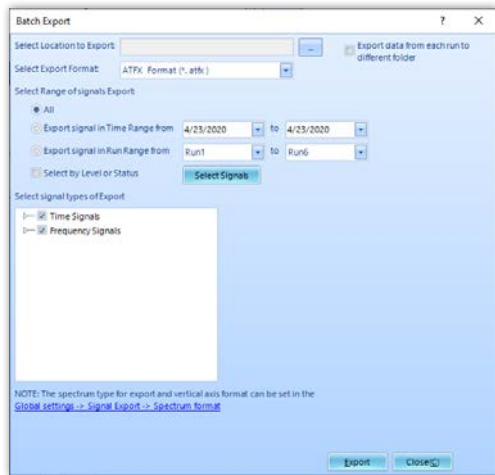 Batch Export
? X
Select Location to Export: ...
Export data from each run to
different folder
Select Export Format: ATFX Format (*. atfx )
Select Range of signals Export:
All
Export signal in Time Range from 4/23/2020 to 4/23/2020
Export signal in Run Range from Run1 to Run6
Select by Level or Status Select Signals
Select signal types of Export
Time Signals
Frequency Signals
NOTE: The spectrum type for export and vertical axis format can be set in the
Global settings -> Signal Export -> Spectrum format
Export Close(C)